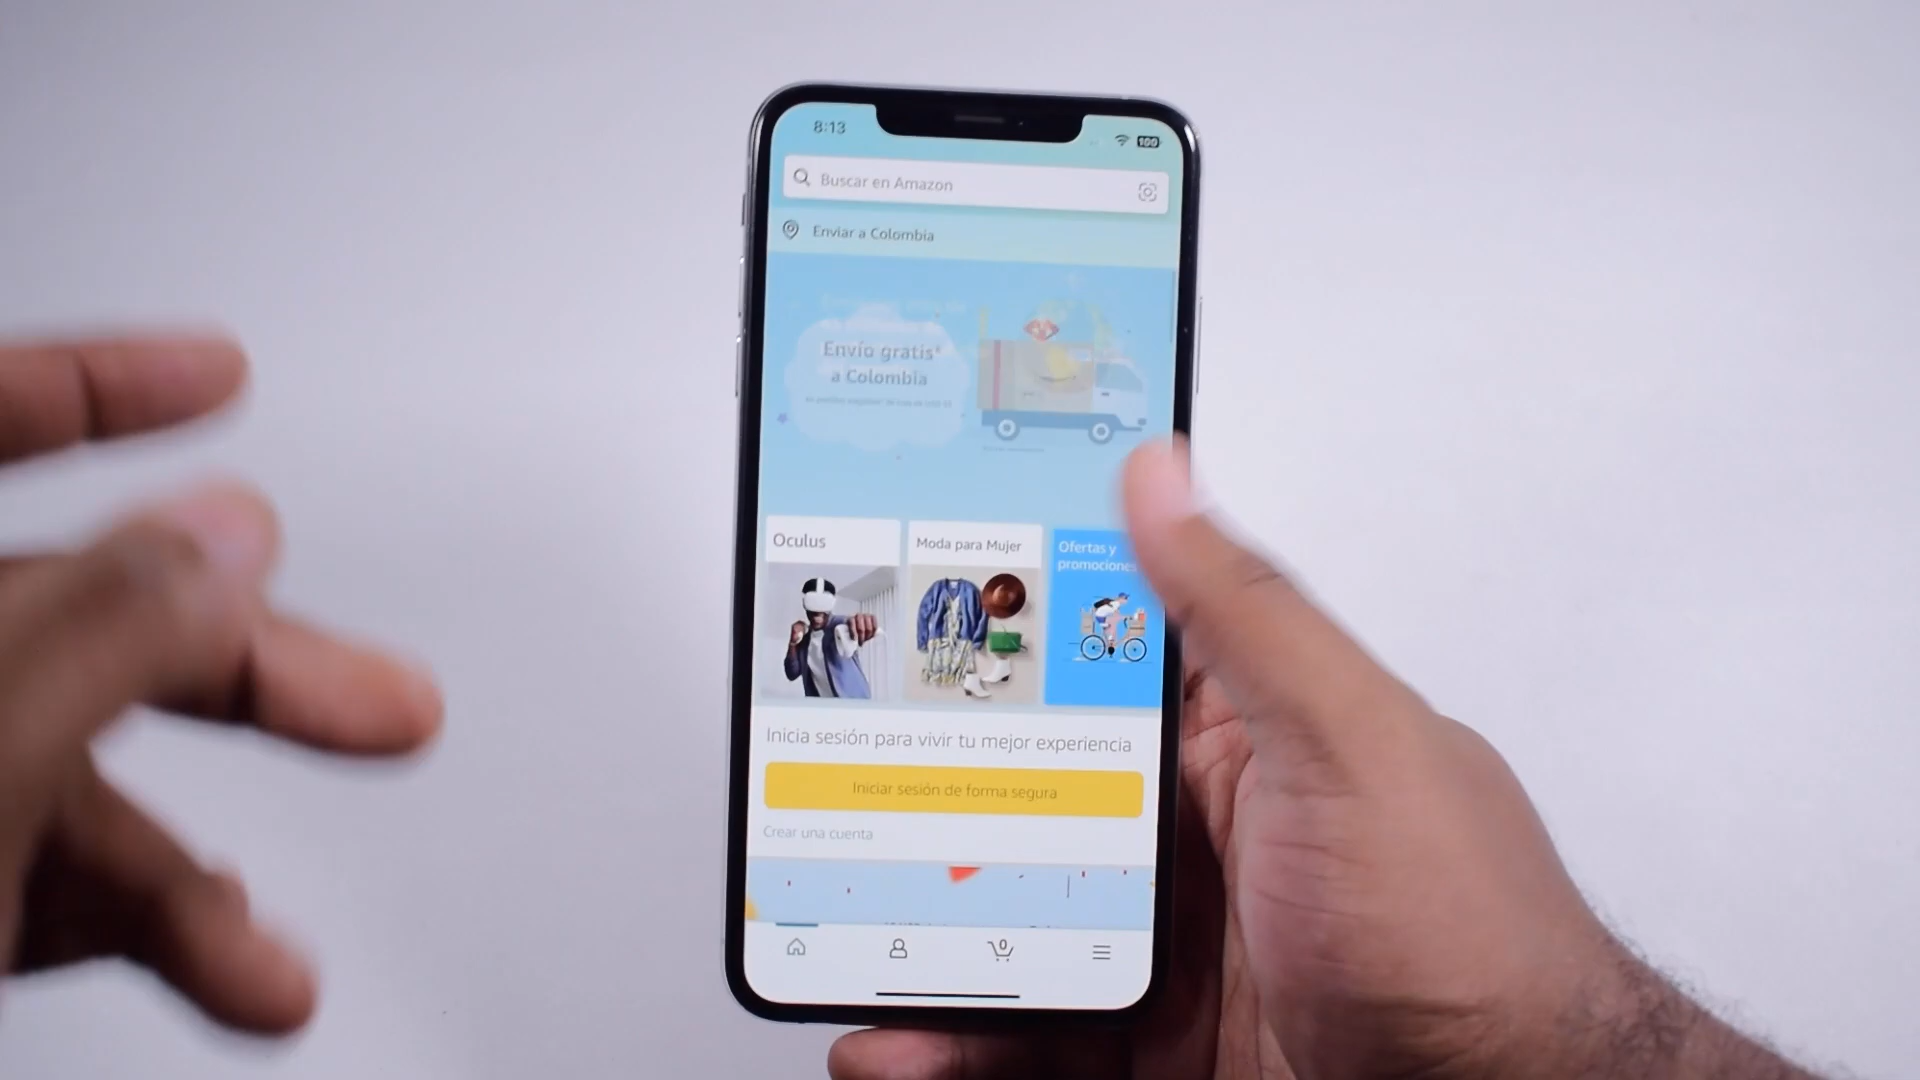 8:13
100
Buscar en Amazon
Enviar a Colombia
Envío gratis*
a Colombia
Oculus
Moda para Mujer
Ofertas y
promociones
Inicia sesión para vivir tu mejor experiencia
Iniciar sesión de forma segura
Crear una cuenta
0